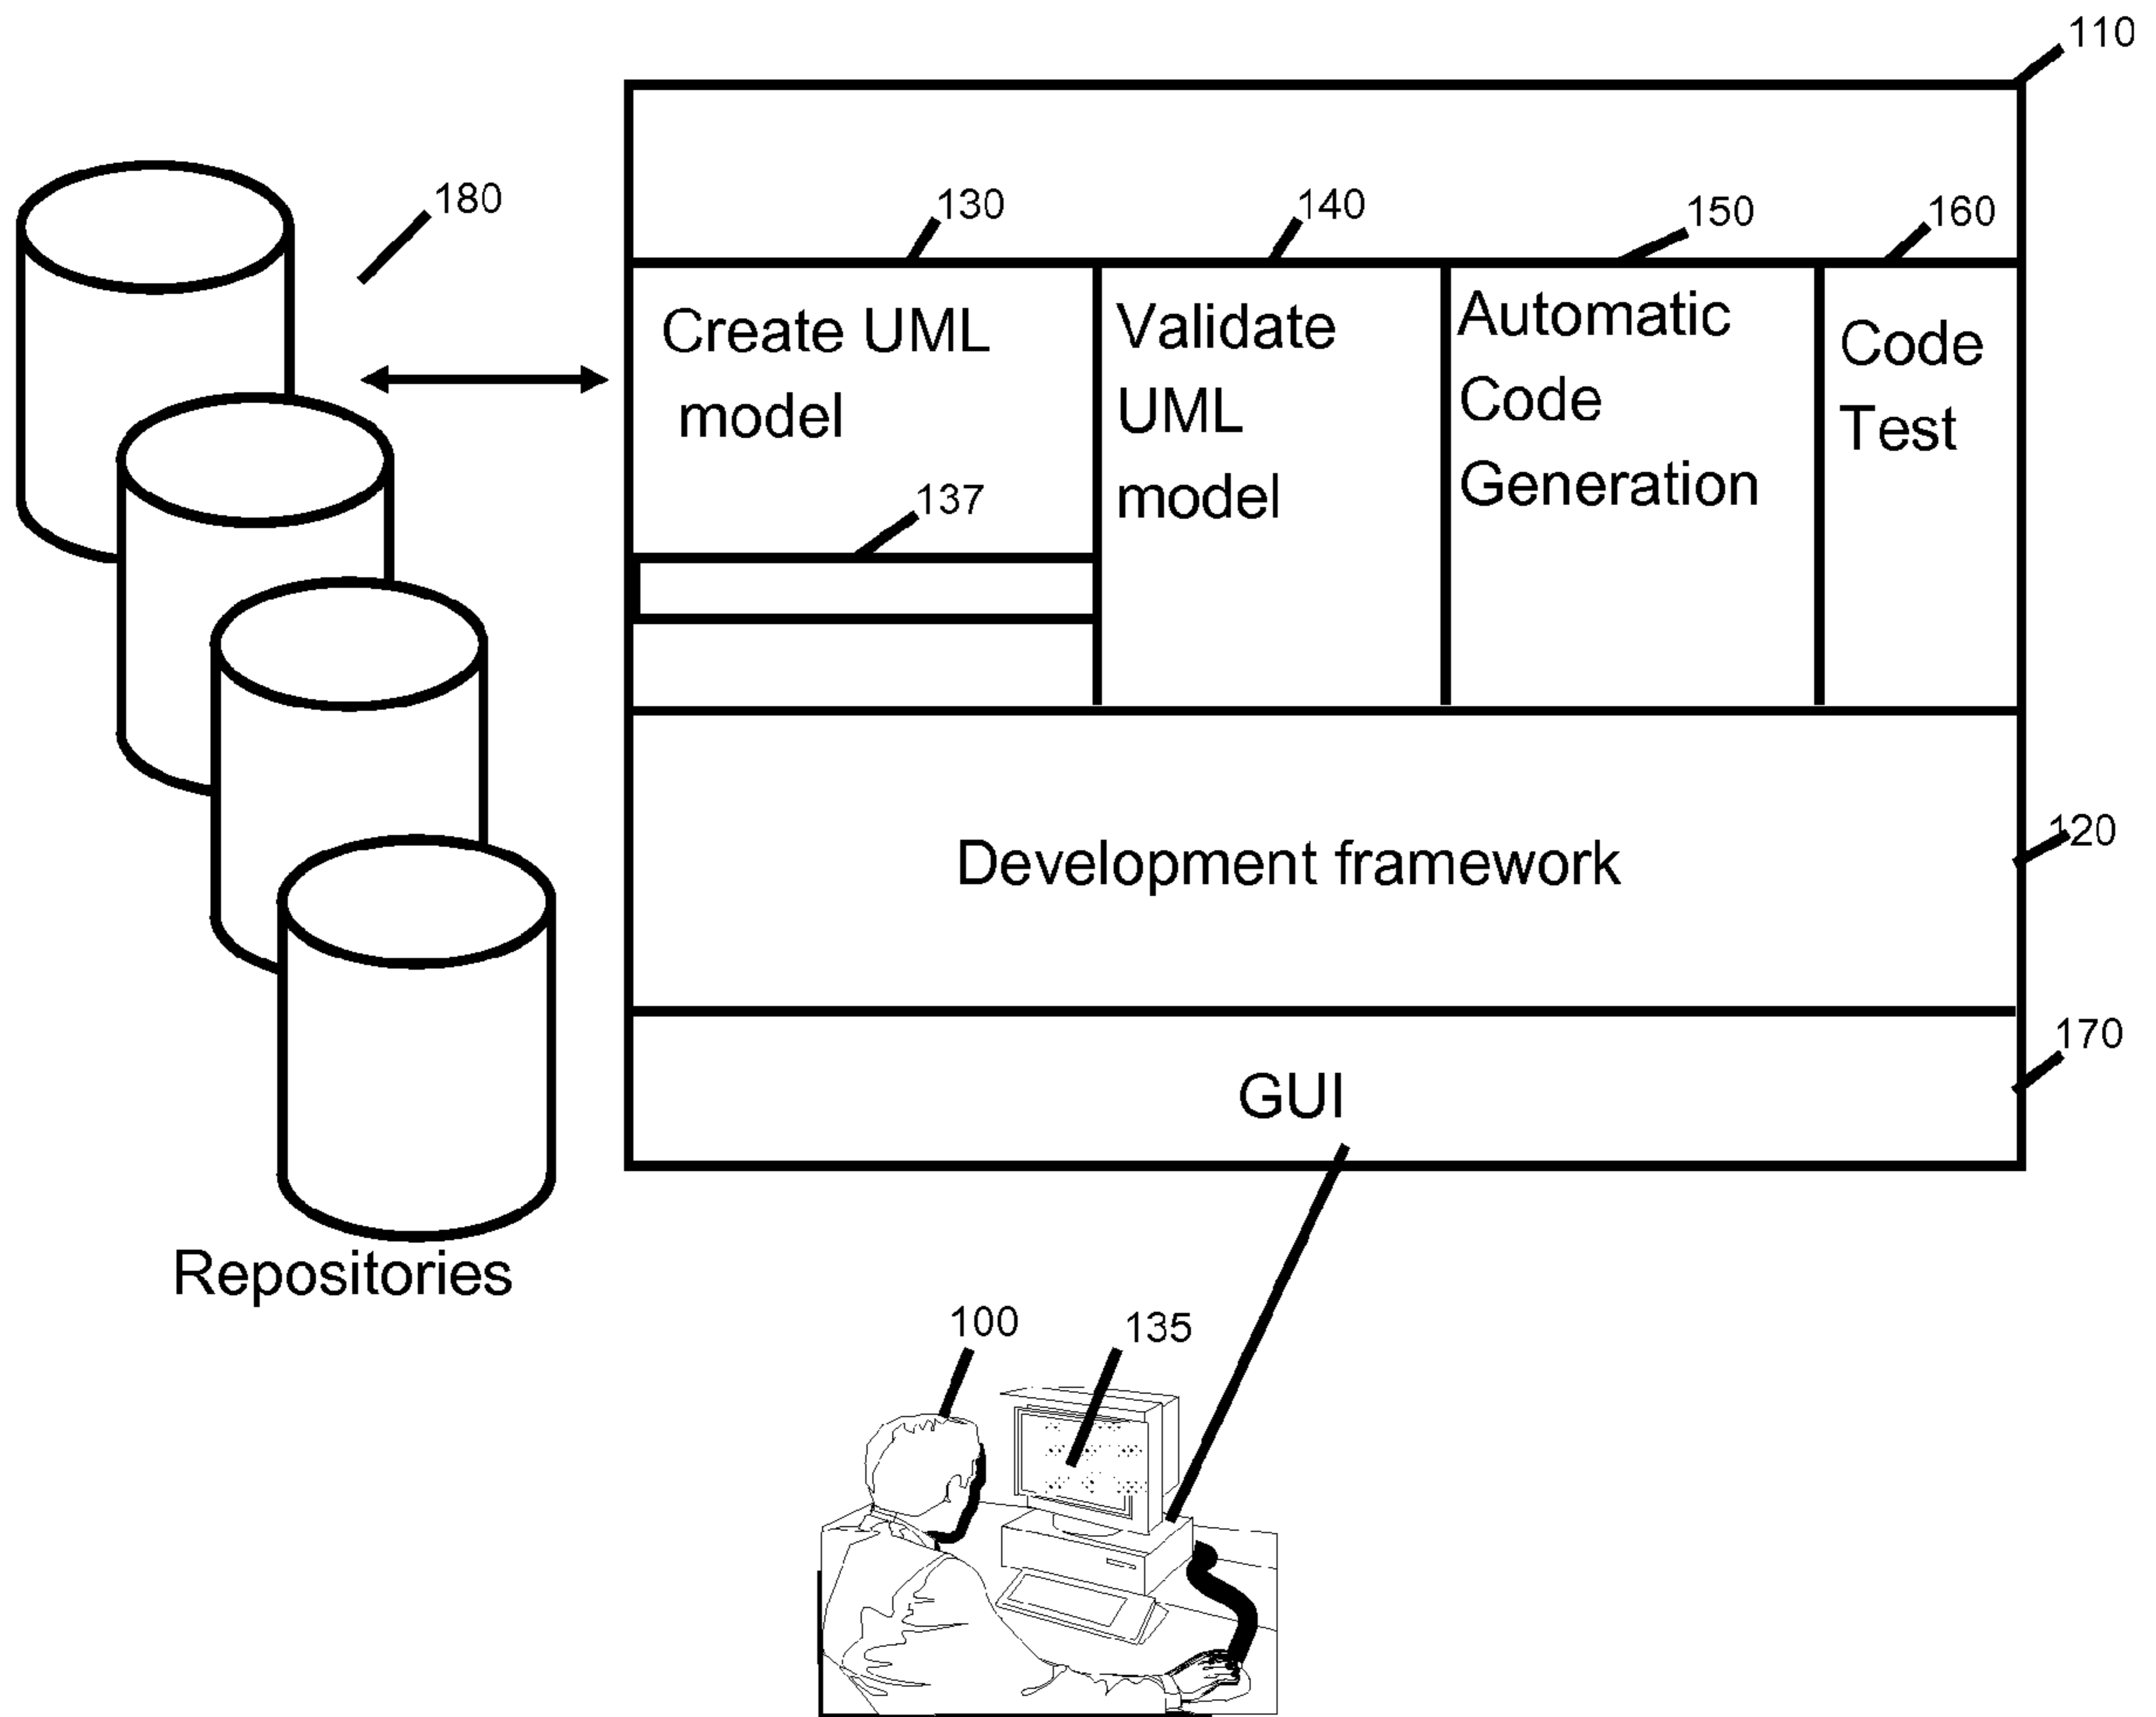 110
180
130
140
150
160
Create UML
model
Validate
UML
model
Automatic
Code
Generation
Code
Test
137
Development framework
120
170
GUI
Repositories
100
135